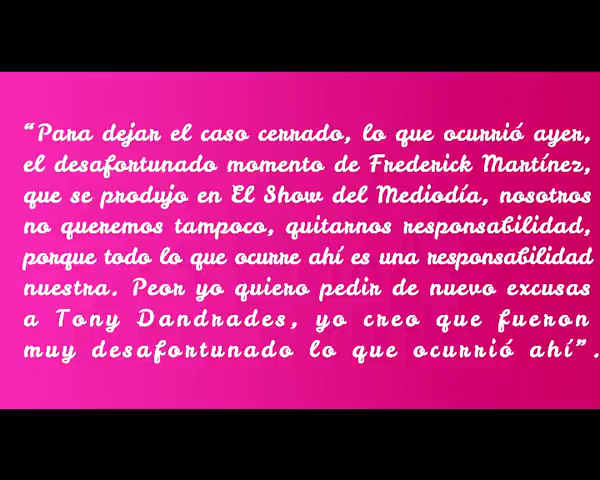 “Para dejar el caso cerrado, lo que ocurrió ayer,
el desafortunado momento de Frederick Martínez,
que se produjo en El Show del Mediodía, nosotros
no queremos tampoco, quitarnos responsabilidad,
porque todo lo que ocurre ahí es una responsabilidad
nuestra. Peor yo quiero pedir de nuevo excusas
a Tony Dandrades, yo creo que fueron
muy desafortunado lo que ocurrió ahí”.